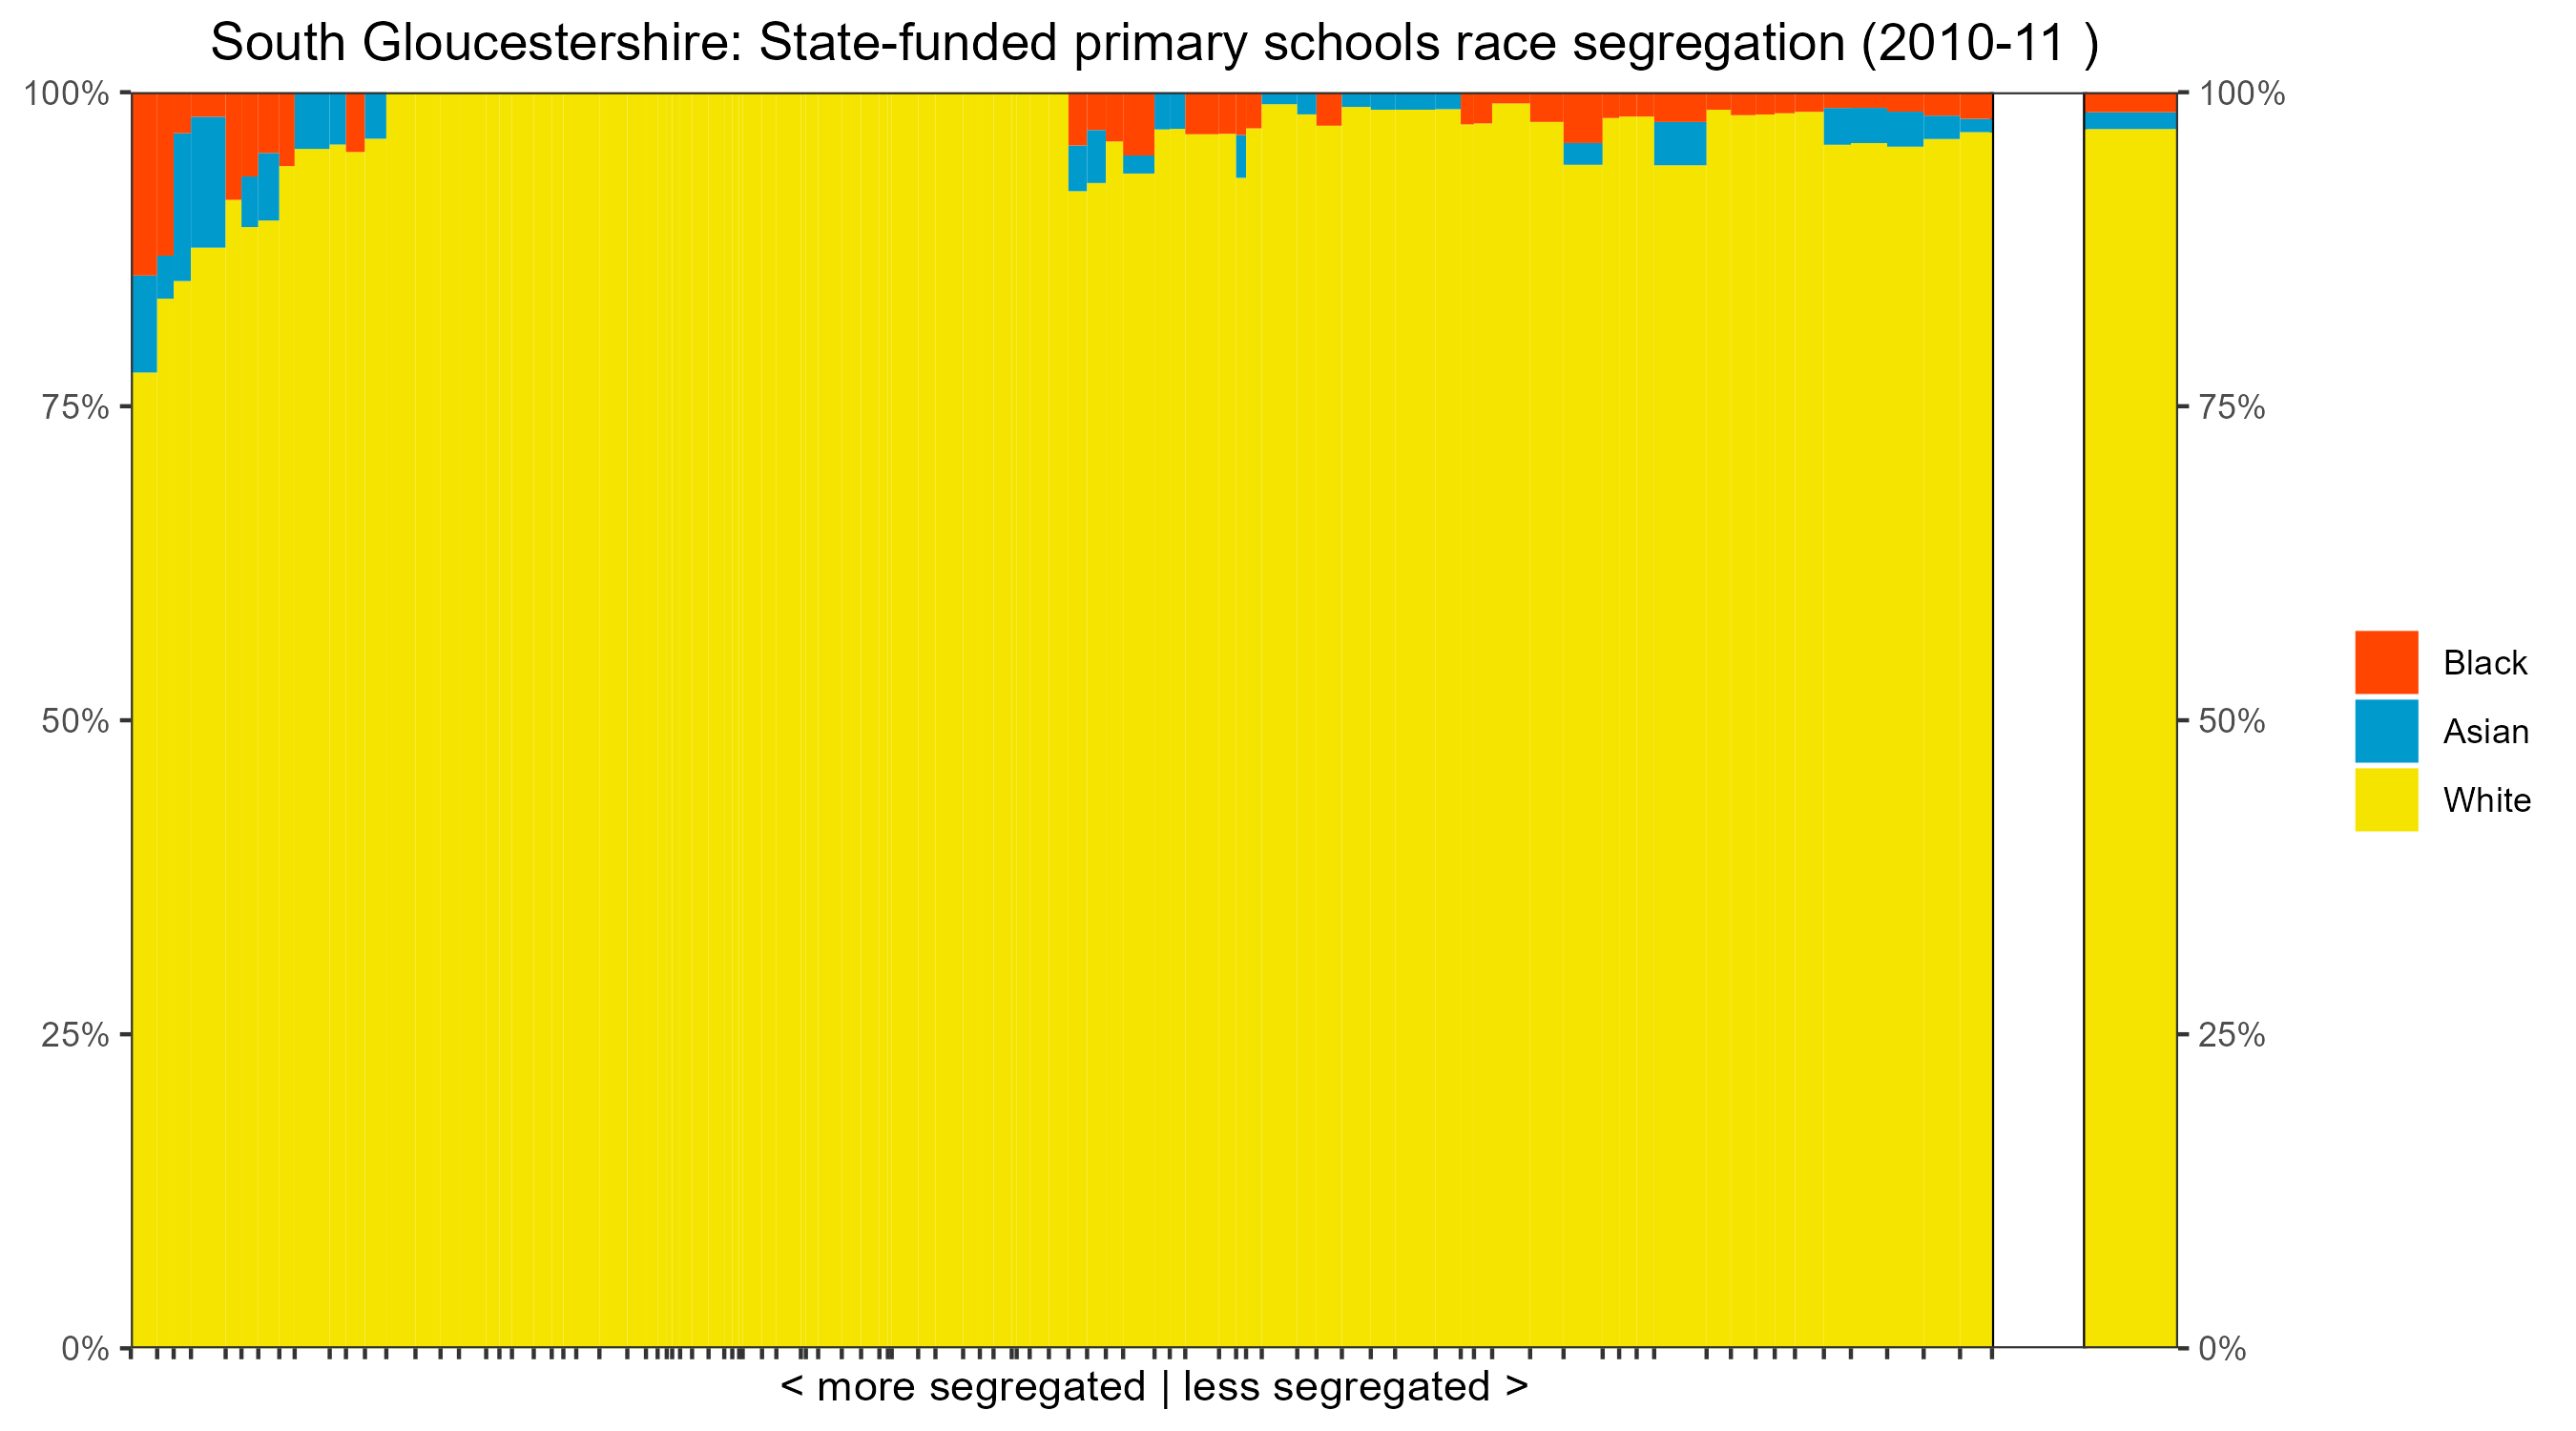 South Gloucestershire: State-funded primary schools race segregation (2010-11 )
100%
75%
50%
25%
0%
100%
75%
50%
25%
0%
Black
Asian
White
< more segregated | less segregated >